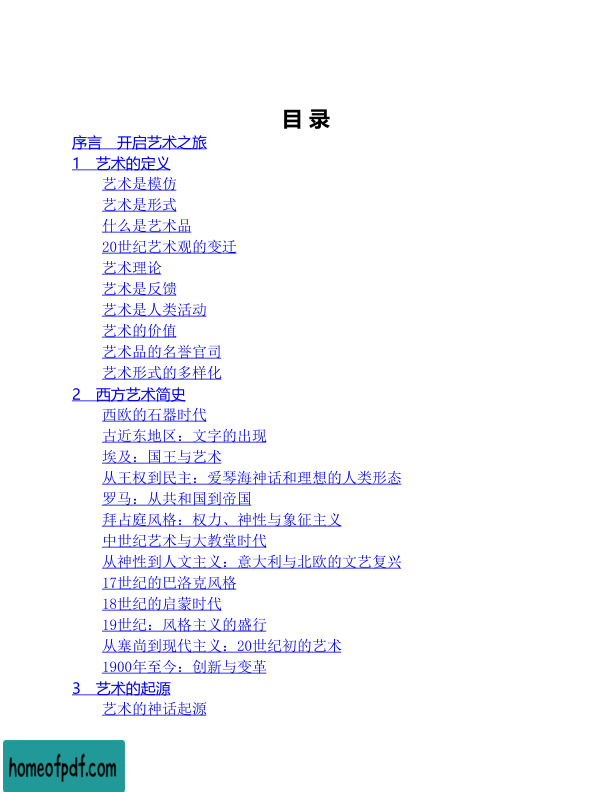 目 录
序言　开启艺术之旅
1　艺术的定义
艺术是模仿
艺术是形式
什么是艺术品
20世纪艺术观的变迁
艺术理论
艺术是反馈
艺术是人类活动
艺术的价值
艺术品的名誉官司
艺术形式的多样化
2　西方艺术简史
西欧的石器时代
古近东地区：文字的出现
埃及：国王与艺术
从王权到民主：爱琴海神话和理想的人类形态
罗马：从共和国到帝国
拜占庭风格：权力、神性与象征主义
中世纪艺术与大教堂时代
从神性到人文主义：意大利与北欧的文艺复兴
17世纪的巴洛克风格
18世纪的启蒙时代
19世纪：风格主义的盛行
从塞尚到现代主义：20世纪初的艺术
1900年至今：创新与变革
3　艺术的起源
艺术的神话起源
homeofpdf.com